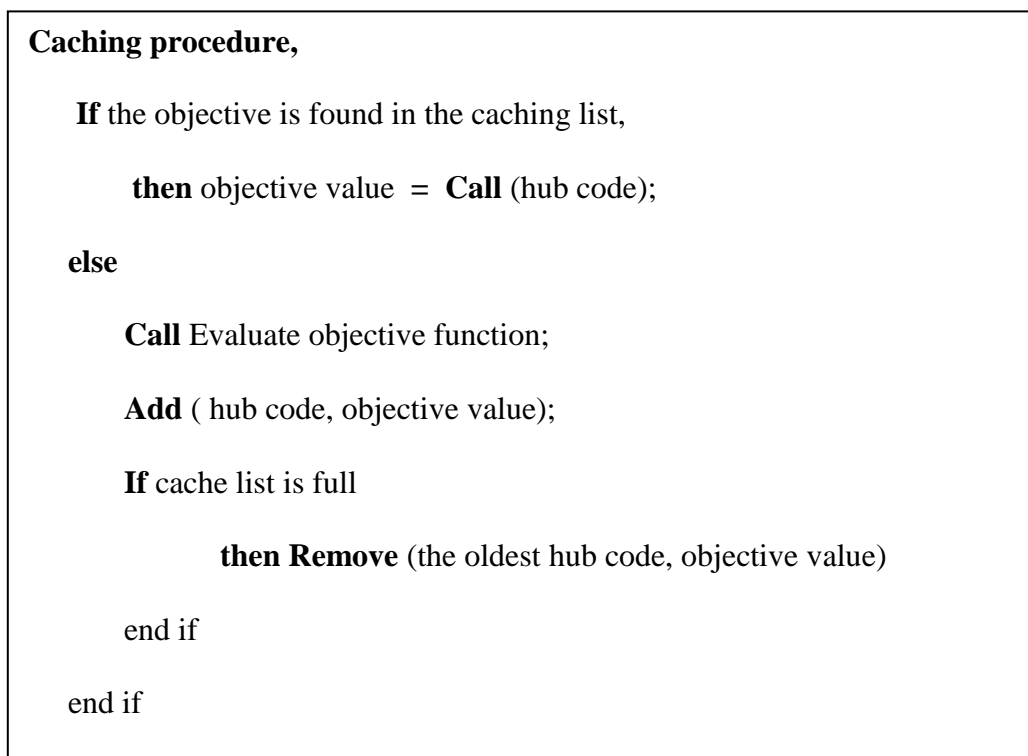 Caching procedure,
If the objective is found in the caching list,
then objective value = Call (hub code);
else
Call Evaluate objective function;
Add ( hub code, objective value);
If cache list is full
then Remove (the oldest hub code, objective value)
end if
end if